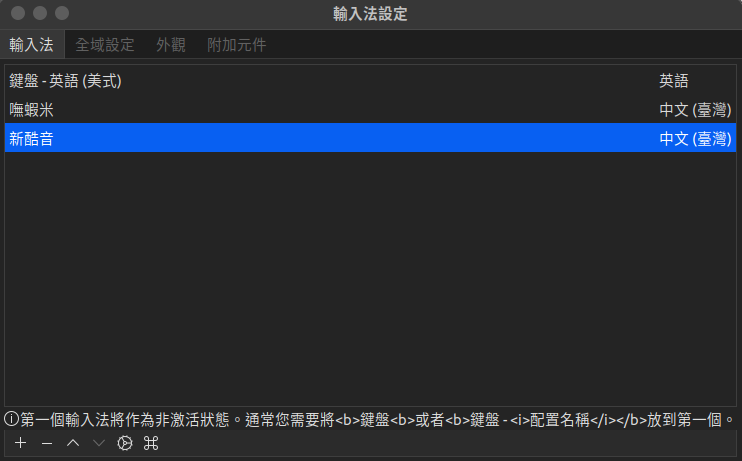 輸入法設定
輸入法 全域設定 外觀 附加元件
鍵盤 - 英語 (美式) 英語
嘸蝦米 中文 (臺灣)
新酷音 中文 (臺灣)
第一個輸入法將作為非激活狀態。通常您需要將<b>鍵盤<b>或者<b>鍵盤 - <i>配置名稱</i></b>放到第一個。